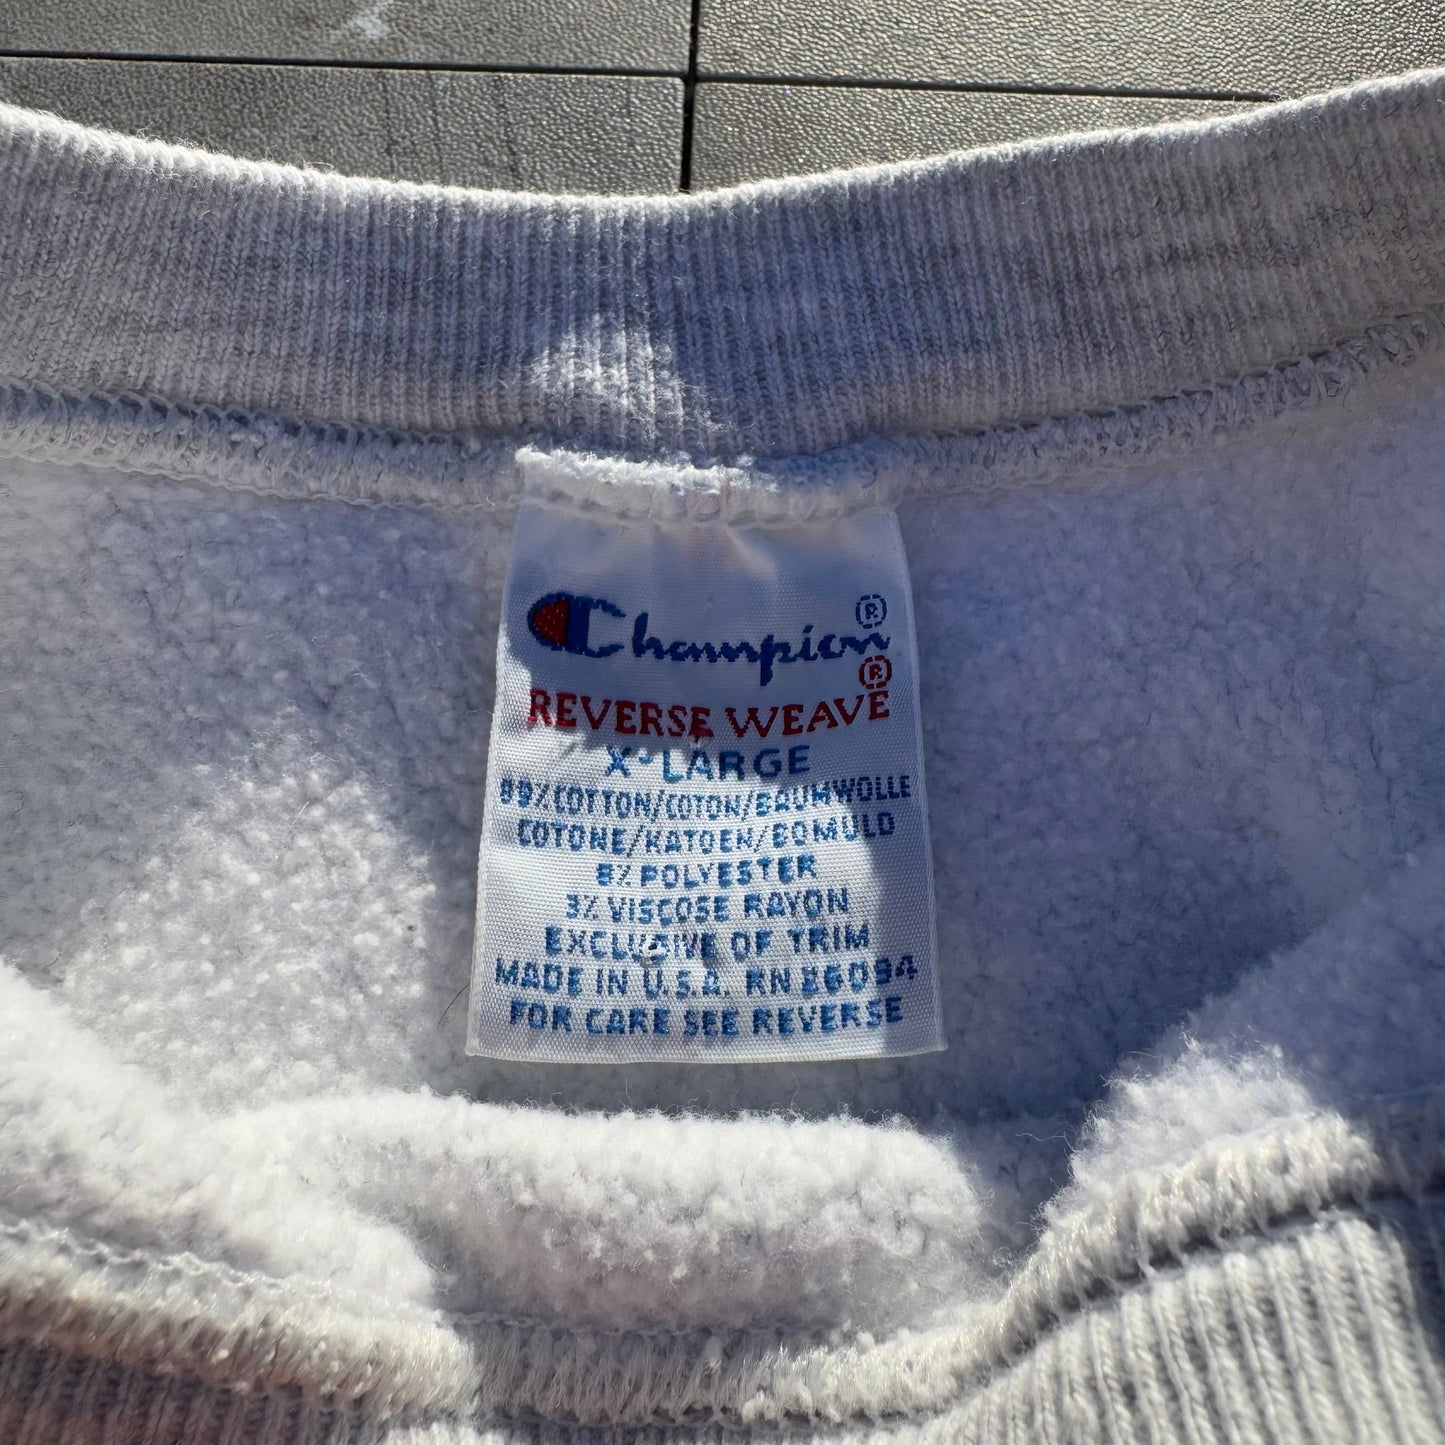 Champion®
REVERSE WEAVE®
X-LARGE
89% COTTON/COTON/BAUMWOLLE
COTONE/KATOEN/BOMULD
8% POLYESTER
3% VISCOSE RAYON
EXCLUSIVE OF TRIM
MADE IN U.S.A. RN 26094
FOR CARE SEE REVERSE